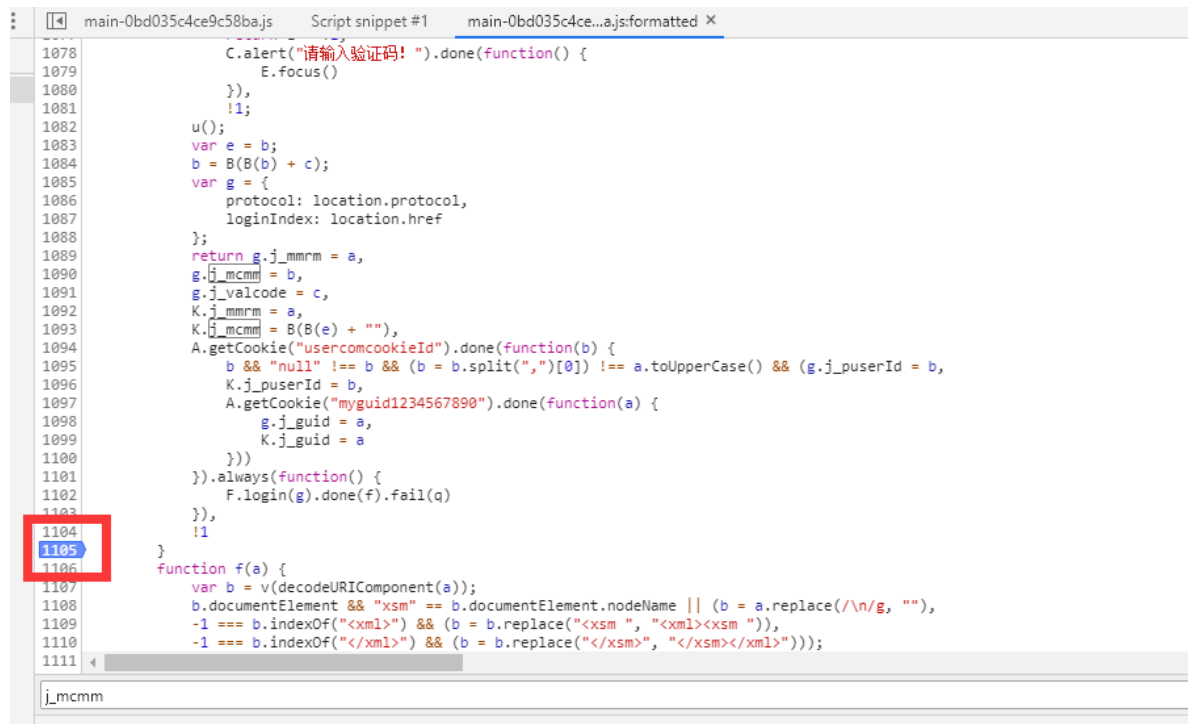 main-0bd035c4ce9c58ba.js Script snippet #1 main-0bd035c4ce…a.js:formatted ×
1078 C.alert("请输入验证码! ").done(function() {
1079 E.focus()
1080 }),
1081 !1;
1082 u();
1083 var e = b;
1084 b = B(B(b) + c);
1085 var g = {
1086 protocol: location.protocol,
1087 loginIndex: location.href
1088 };
1089 return g.j_mmrm = a,
1090 g.j_mcmm = b,
1091 g.j_valcode = c,
1092 K.j_mmrm = a,
1093 K.j_mcmm = B(B(e) + ""),
1094 A.getCookie("usercomcookieId").done(function(b) {
1095 b && "null" !== b && (b = b.split(",")[0]) !== a.toUpperCase() && (g.j_puserId = b,
1096 K.j_puserId = b,
1097 A.getCookie("myguid1234567890").done(function(a) {
1098 g.j_guid = a,
1099 K.j_guid = a
1100 }))
1101 }).always(function() {
1102 F.login(g).done(f).fail(q)
1103 }),
1104 !1
1105 }
1106 function f(a) {
1107 var b = v(decodeURIComponent(a));
1108 b.documentElement && "xsm" == b.documentElement.nodeName || (b = a.replace(/\n/g, ""),
1109 -1 === b.indexOf("<xml>") && (b = b.replace("<xsm ", "<xml><xsm ")),
1110 -1 === b.indexOf("</xml>") && (b = b.replace("</xsm>", "</xsm></xml>")));
1111
j_mcmm